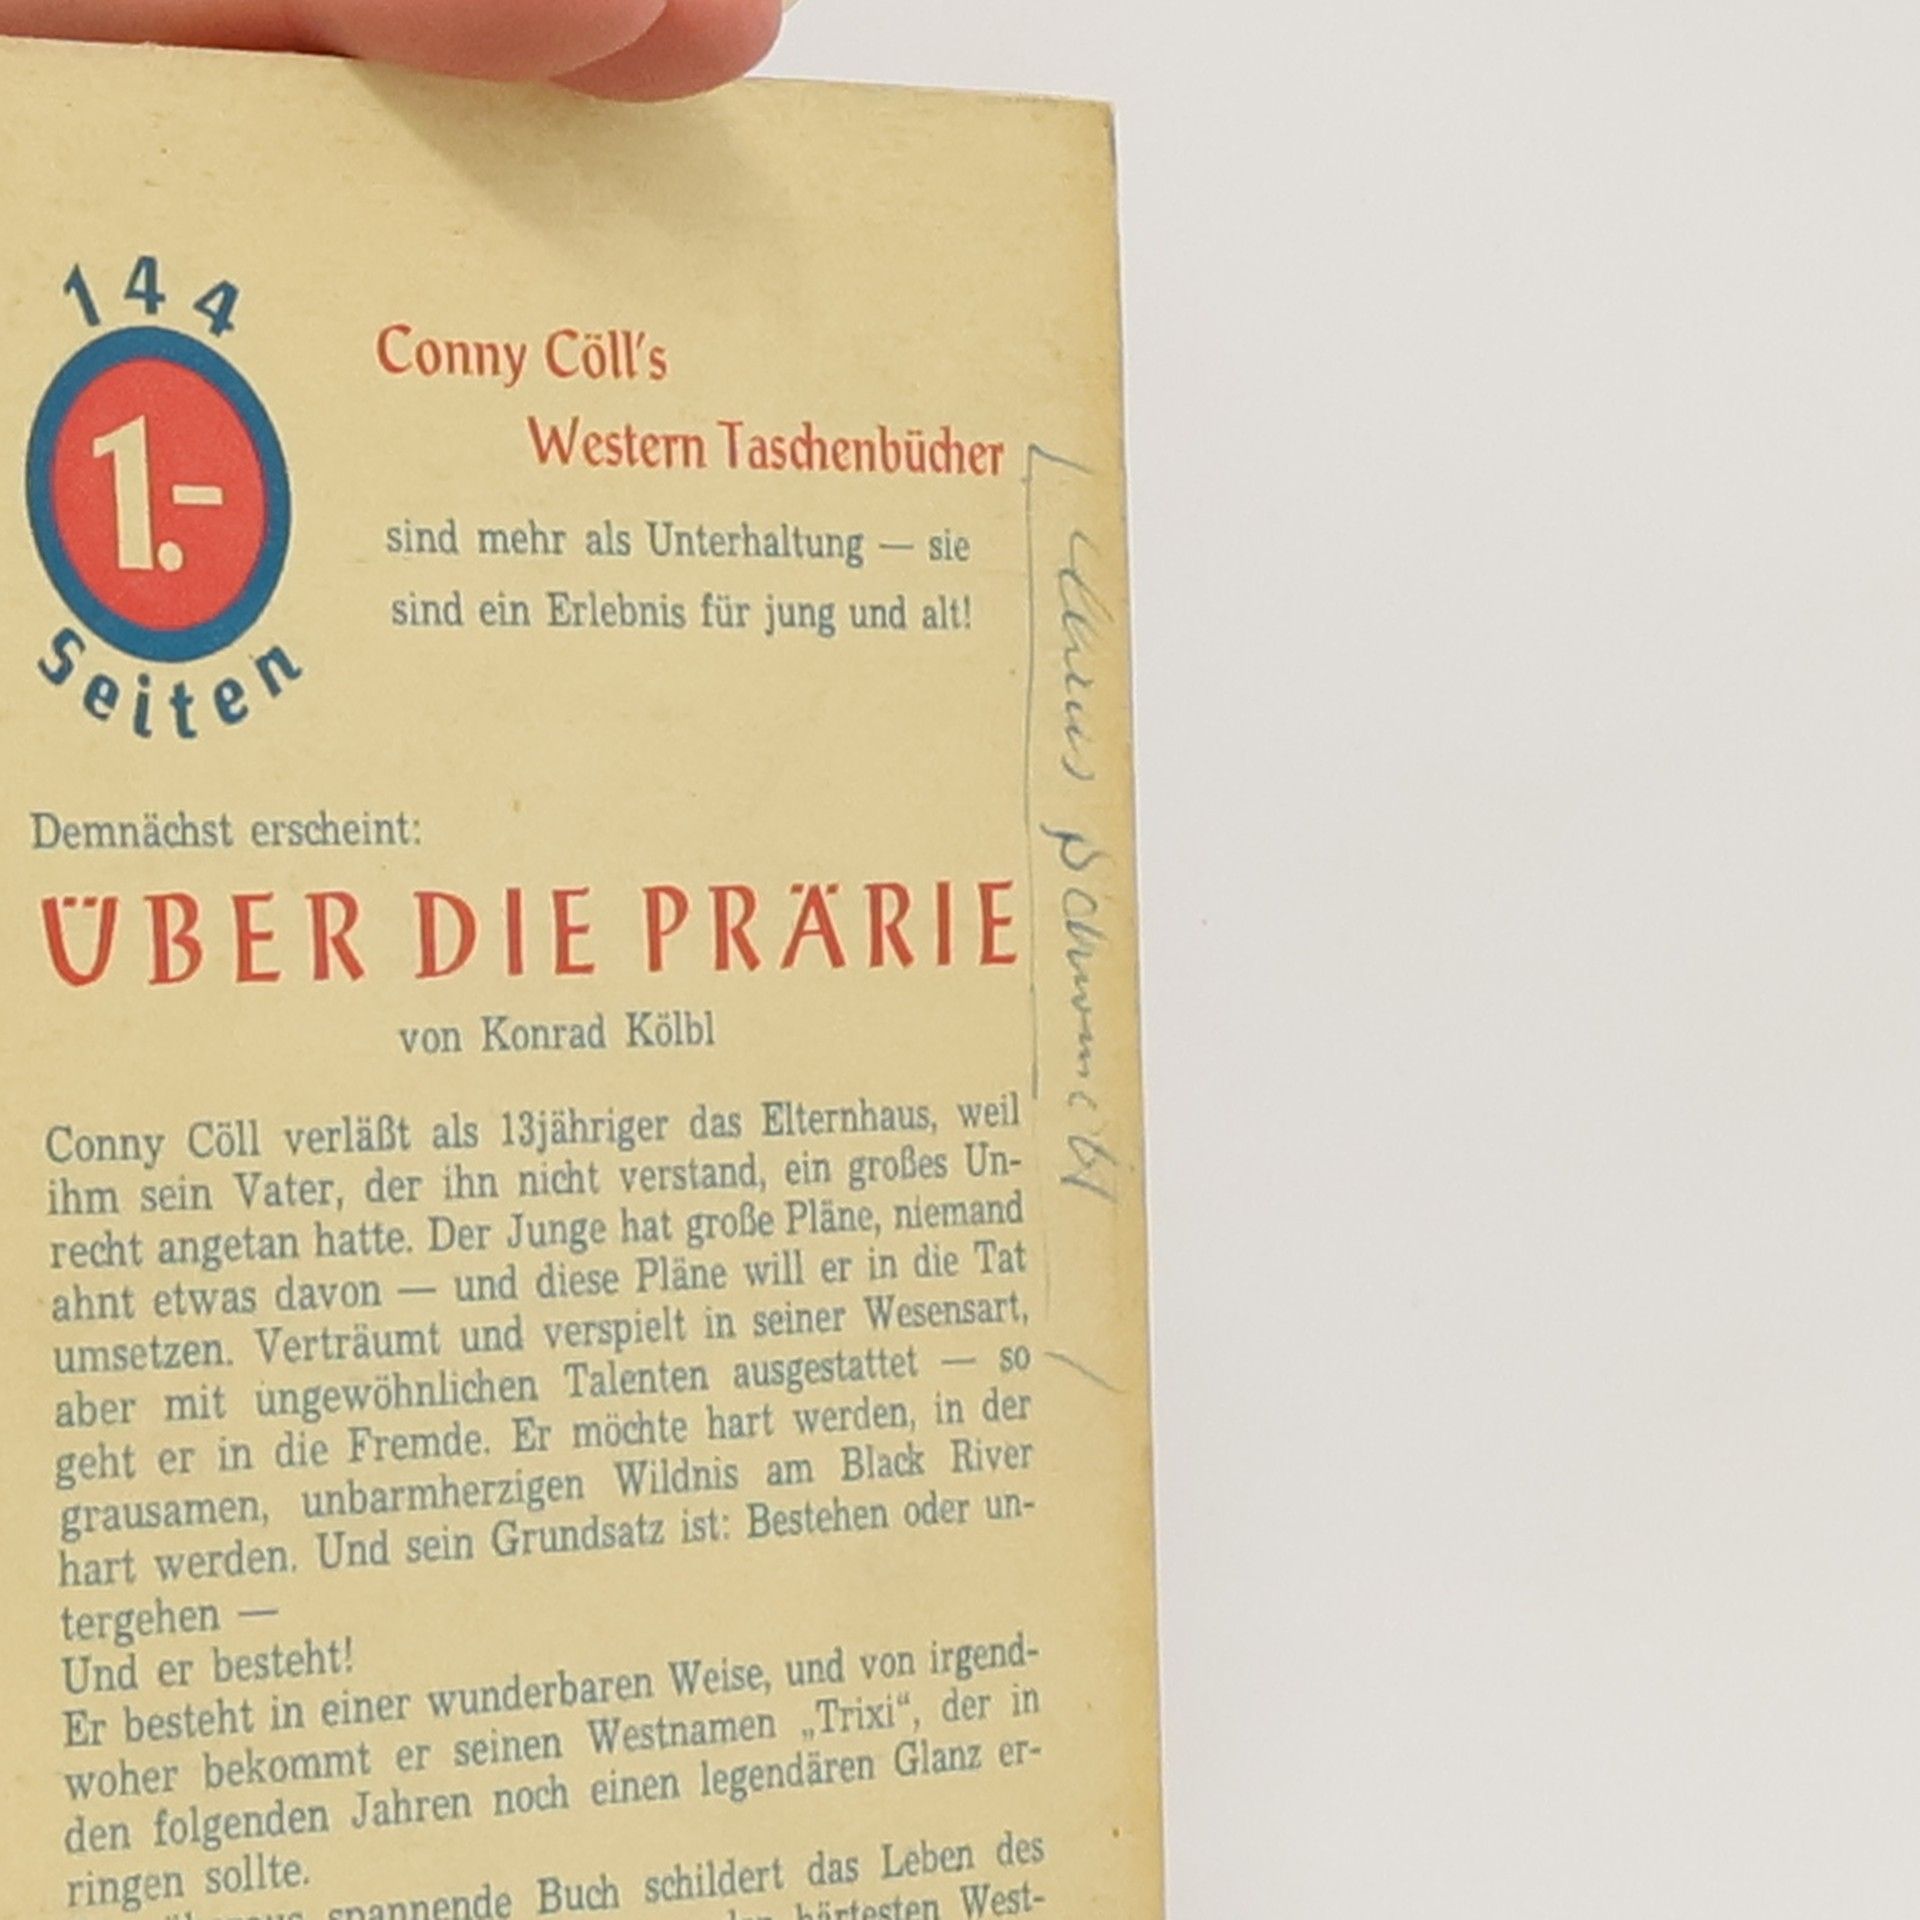 144
1.-
Seiten
Conny Cöll's
Western Taschenbücher
sind mehr als Unterhaltung — sie
sind ein Erlebnis für jung und alt!
Demnächst erscheint:
ÜBER DIE PRÄRIE
von Konrad Kölbl
Conny Cöll verläßt als 13jähriger das Elternhaus, weil
ihm sein Vater, der ihn nicht verstand, ein großes Un-
recht angetan hatte. Der Junge hat große Pläne, niemand
ahnt etwas davon — und diese Pläne will er in die Tat
umsetzen. Verträumt und verspielt in seiner Wesensart,
aber mit ungewöhnlichen Talenten ausgestattet — so
geht er in die Fremde. Er möchte hart werden, in der
grausamen, unbarmherzigen Wildnis am Black River
hart werden. Und sein Grundsatz ist: Bestehen oder un-
tergehen —
Und er besteht!
Er besteht in einer wunderbaren Weise, und von irgend-
woher bekommt er seinen Westnamen „Trixi“, der in
den folgenden Jahren noch einen legendären Glanz er-
ringen sollte.
spannende Buch schildert das Leben des
härtesten West-